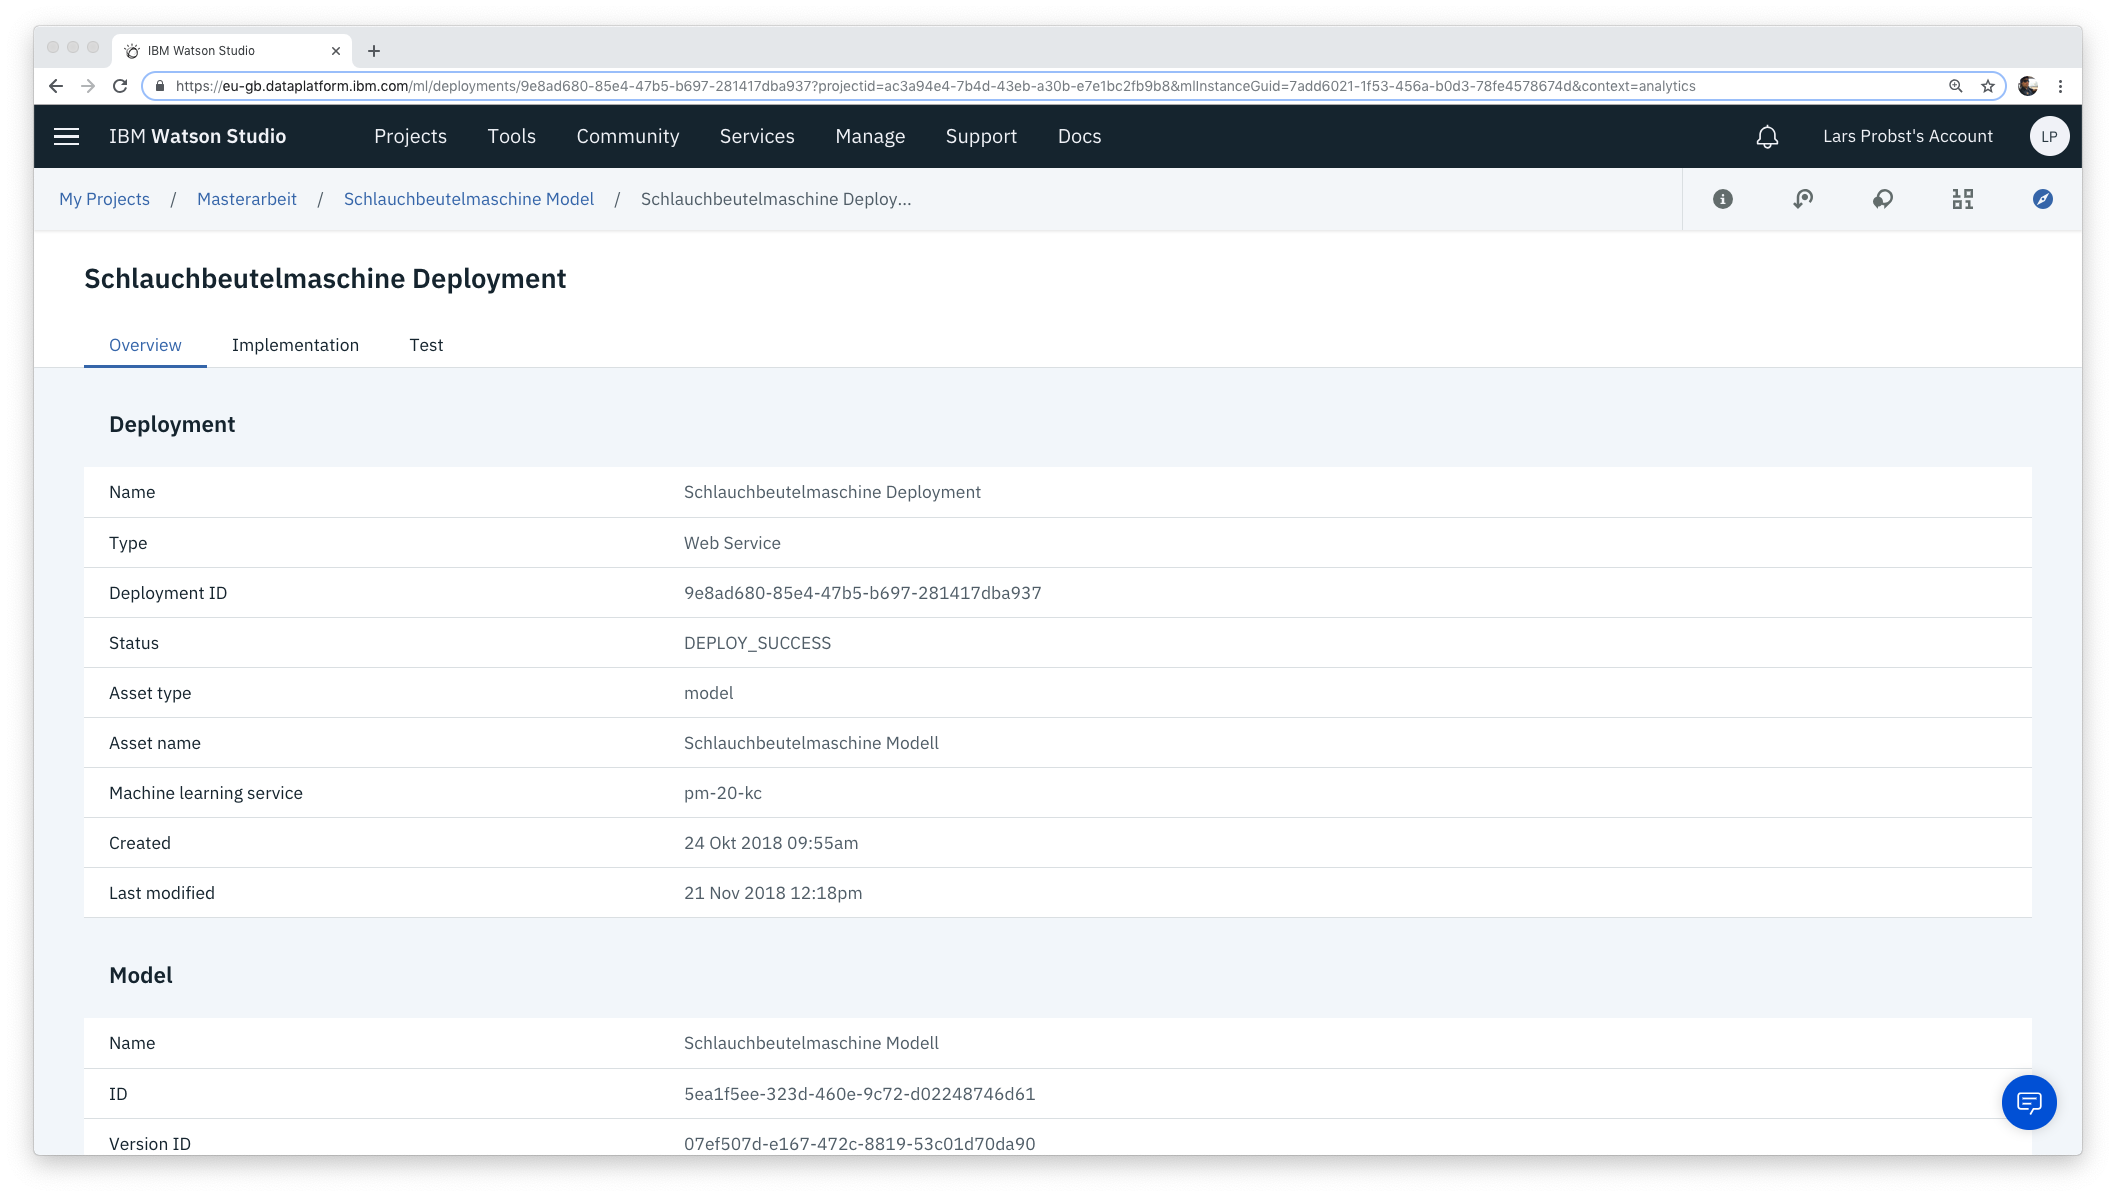 IBM Watson Studio
https://eu-gb.dataplatform.ibm.com/ml/deployments/9e8ad680-85e4-47b5-b697-281417dba937?projectid=ac3a94e4-7b4d-43eb-a30b-e7e1bc2fb9b8&mlInstanceGuid=7add6021-1f53-456a-b0d3-78fe4578674d&context=analytics
IBM Watson Studio Projects Tools Community Services Manage Support Docs Lars Probst's Account LP
My Projects / Masterarbeit / Schlauchbeutelmaschine Model / Schlauchbeutelmaschine Deploy...
Schlauchbeutelmaschine Deployment
Overview Implementation Test
Deployment
Name Schlauchbeutelmaschine Deployment
Type Web Service
Deployment ID 9e8ad680-85e4-47b5-b697-281417dba937
Status DEPLOY_SUCCESS
Asset type model
Asset name Schlauchbeutelmaschine Modell
Machine learning service pm-20-kc
Created 24 Okt 2018 09:55am
Last modified 21 Nov 2018 12:18pm
Model
Name Schlauchbeutelmaschine Modell
ID 5ea1f5ee-323d-460e-9c72-d02248746d61
Version ID 07ef507d-e167-472c-8819-53c01d70da90